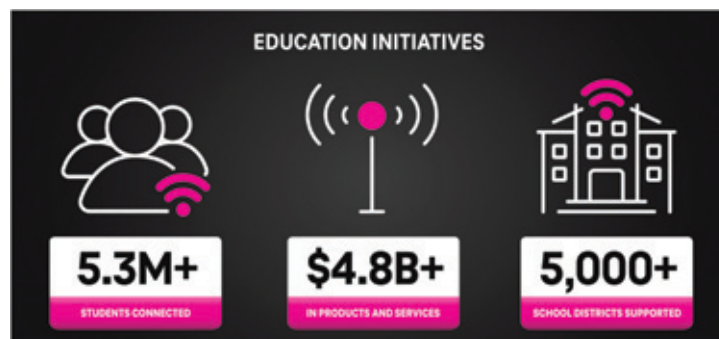 EDUCATION INITIATIVES
5.3M+
STUDENTS CONNECTED
$4.8B+
IN PRODUCTS AND SERVICES
5,000+
SCHOOL DISTRICTS SUPPORTED